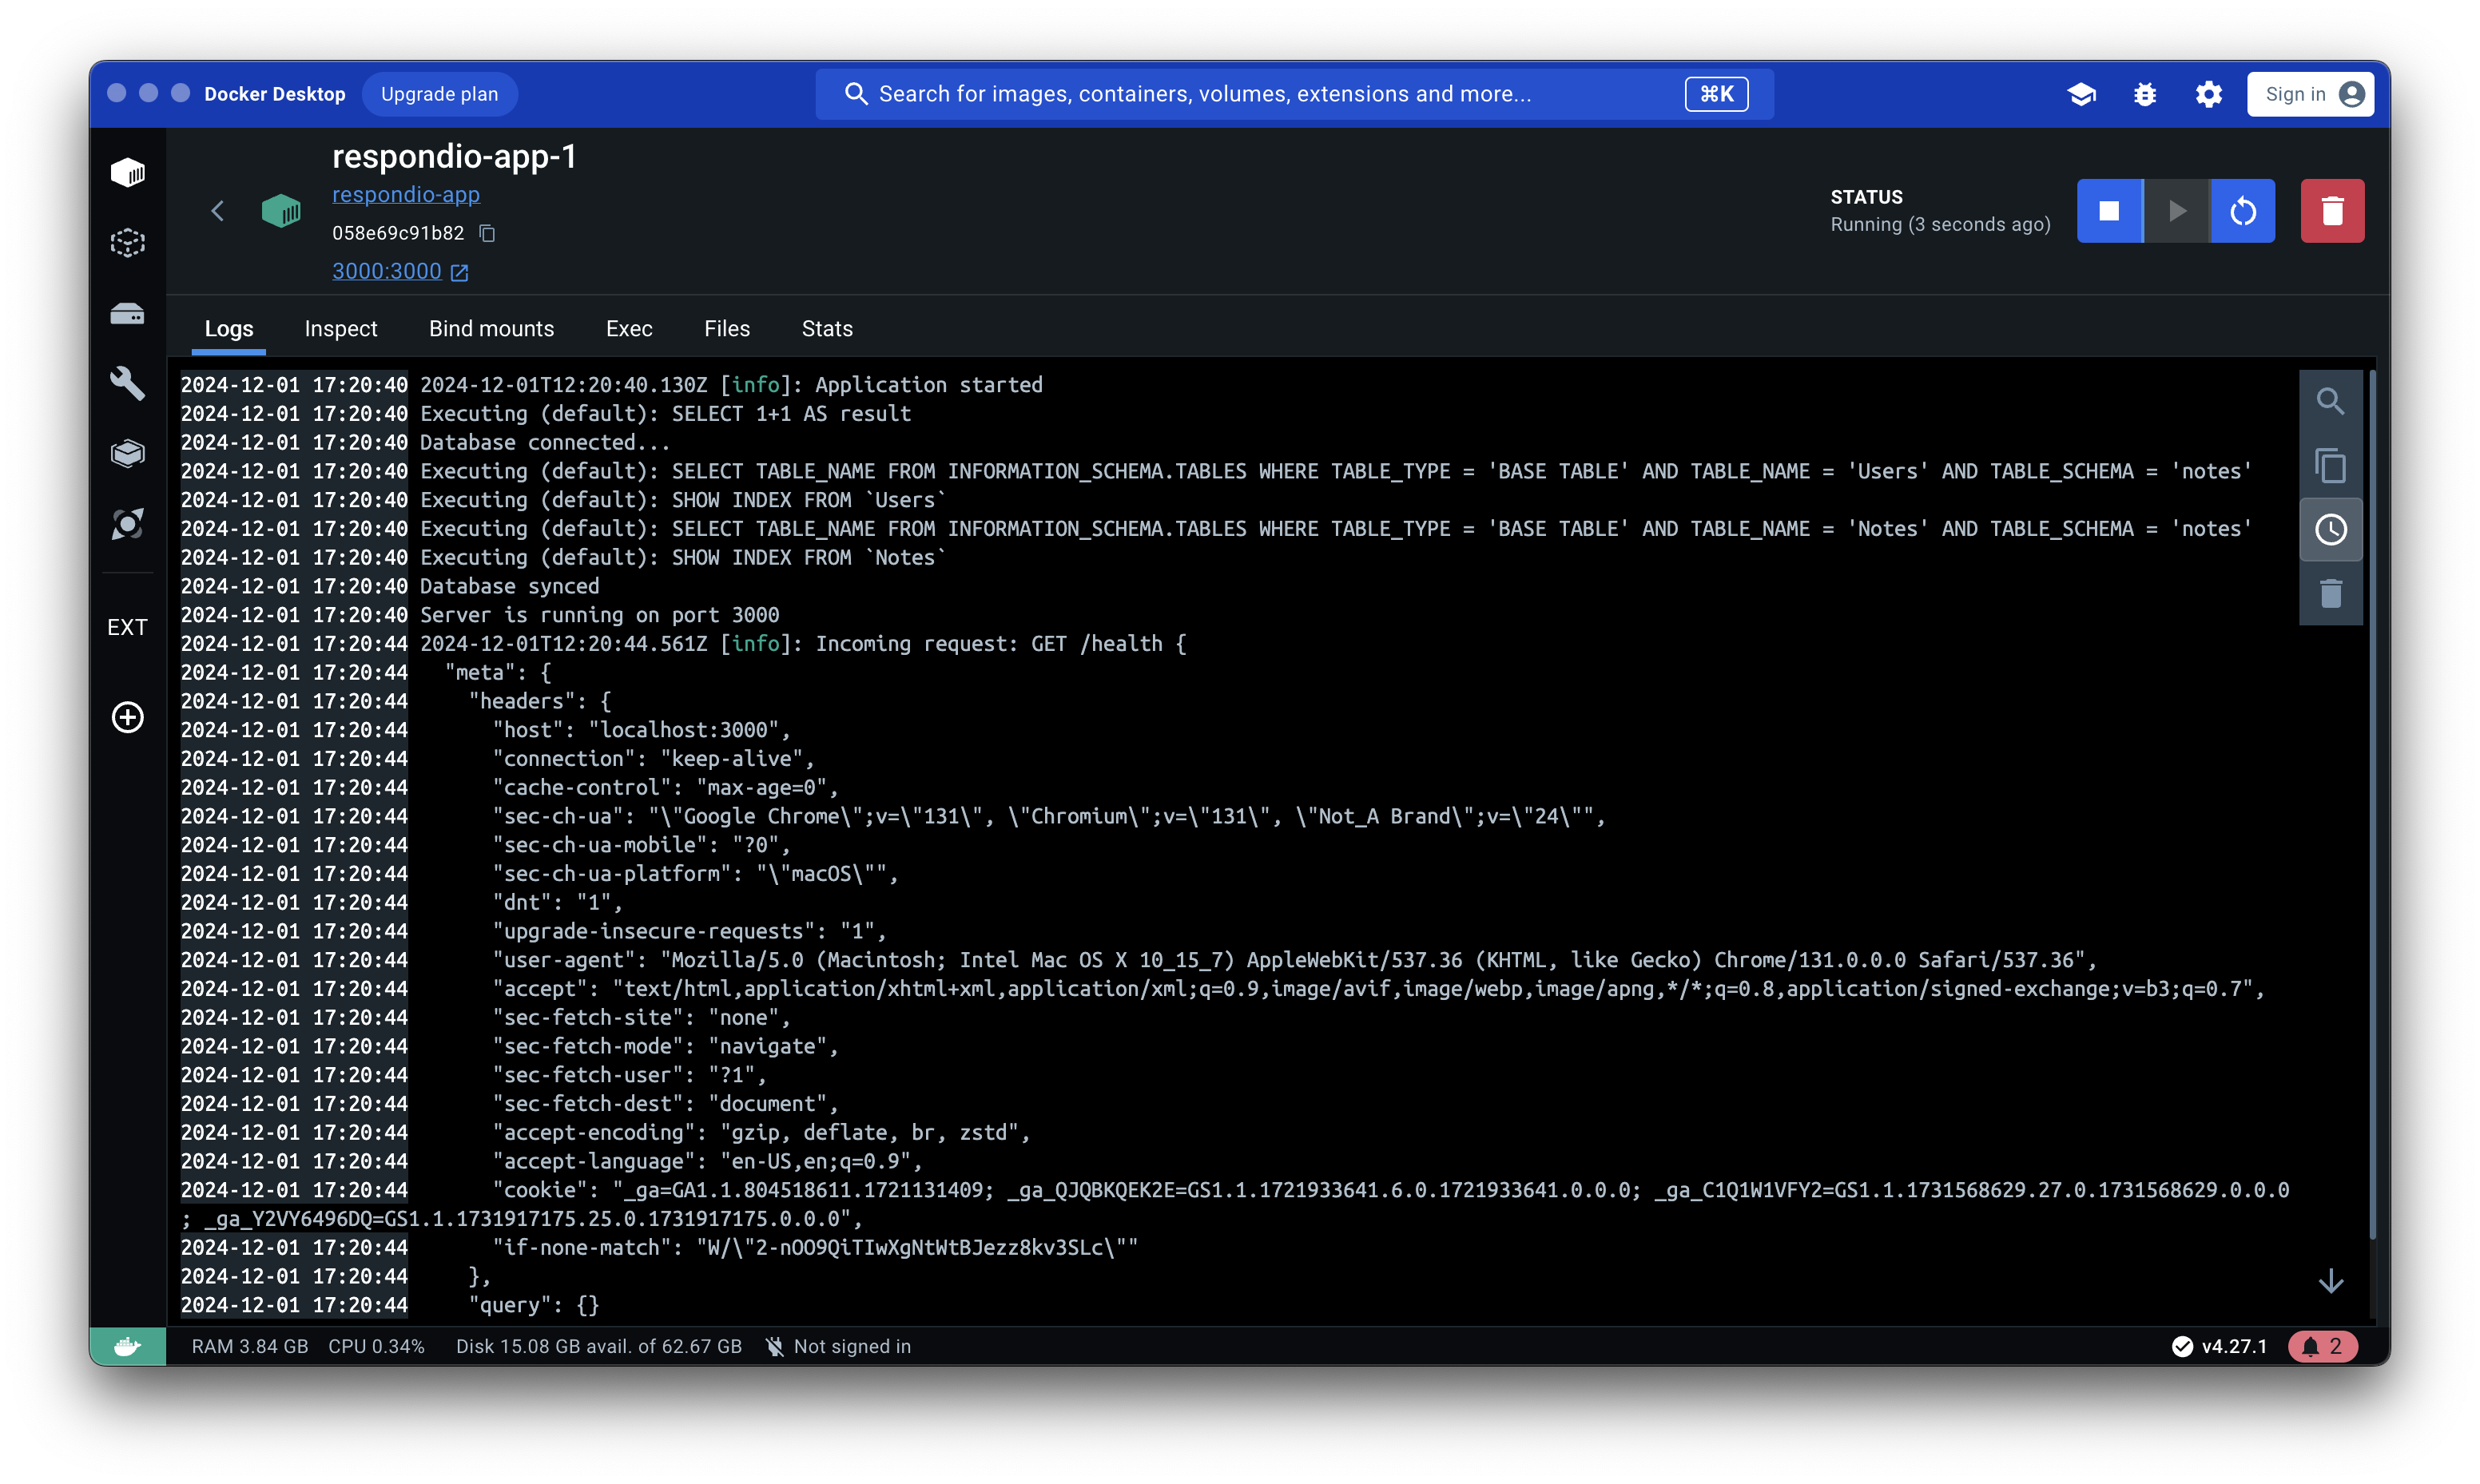 Docker Desktop
Upgrade plan
Search for images, containers, volumes, extensions and more...
⌘K
Sign in
respondio-app-1
respondio-app
058e69c91b82
3000:3000
STATUS
Running (3 seconds ago)
Logs Inspect Bind mounts Exec Files Stats
EXT
2024-12-01 17:20:40 2024-12-01T12:20:40.130Z [info]: Application started
2024-12-01 17:20:40 Executing (default): SELECT 1+1 AS result
2024-12-01 17:20:40 Database connected...
2024-12-01 17:20:40 Executing (default): SELECT TABLE_NAME FROM INFORMATION_SCHEMA.TABLES WHERE TABLE_TYPE = 'BASE TABLE' AND TABLE_NAME = 'Users' AND TABLE_SCHEMA = 'notes'
2024-12-01 17:20:40 Executing (default): SHOW INDEX FROM `Users`
2024-12-01 17:20:40 Executing (default): SELECT TABLE_NAME FROM INFORMATION_SCHEMA.TABLES WHERE TABLE_TYPE = 'BASE TABLE' AND TABLE_NAME = 'Notes' AND TABLE_SCHEMA = 'notes'
2024-12-01 17:20:40 Executing (default): SHOW INDEX FROM `Notes`
2024-12-01 17:20:40 Database synced
2024-12-01 17:20:40 Server is running on port 3000
2024-12-01 17:20:44 2024-12-01T12:20:44.561Z [info]: Incoming request: GET /health {
2024-12-01 17:20:44   "meta": {
2024-12-01 17:20:44     "headers": {
2024-12-01 17:20:44       "host": "localhost:3000",
2024-12-01 17:20:44       "connection": "keep-alive",
2024-12-01 17:20:44       "cache-control": "max-age=0",
2024-12-01 17:20:44       "sec-ch-ua": "\"Google Chrome\";v=\"131\", \"Chromium\";v=\"131\", \"Not_A Brand\";v=\"24\"",
2024-12-01 17:20:44       "sec-ch-ua-mobile": "?0",
2024-12-01 17:20:44       "sec-ch-ua-platform": "\"macOS\"",
2024-12-01 17:20:44       "dnt": "1",
2024-12-01 17:20:44       "upgrade-insecure-requests": "1",
2024-12-01 17:20:44       "user-agent": "Mozilla/5.0 (Macintosh; Intel Mac OS X 10_15_7) AppleWebKit/537.36 (KHTML, like Gecko) Chrome/131.0.0.0 Safari/537.36",
2024-12-01 17:20:44       "accept": "text/html,application/xhtml+xml,application/xml;q=0.9,image/avif,image/webp,image/apng,*/*;q=0.8,application/signed-exchange;v=b3;q=0.7",
2024-12-01 17:20:44       "sec-fetch-site": "none",
2024-12-01 17:20:44       "sec-fetch-mode": "navigate",
2024-12-01 17:20:44       "sec-fetch-user": "?1",
2024-12-01 17:20:44       "sec-fetch-dest": "document",
2024-12-01 17:20:44       "accept-encoding": "gzip, deflate, br, zstd",
2024-12-01 17:20:44       "accept-language": "en-US,en;q=0.9",
2024-12-01 17:20:44       "cookie": "_ga=GA1.1.804518611.1721131409; _ga_QJQBKQEK2E=GS1.1.1721933641.6.0.1721933641.0.0.0; _ga_C1Q1W1VFY2=GS1.1.1731568629.27.0.1731568629.0.0.0
; _ga_Y2VY6496DQ=GS1.1.1731917175.25.0.1731917175.0.0.0",
2024-12-01 17:20:44       "if-none-match": "W/\"2-nOO9QiTIwXgNtWtBJezz8kv3SLc\""
2024-12-01 17:20:44     },
2024-12-01 17:20:44     "query": {}
RAM 3.84 GB CPU 0.34% Disk 15.08 GB avail. of 62.67 GB Not signed in
v4.27.1
2